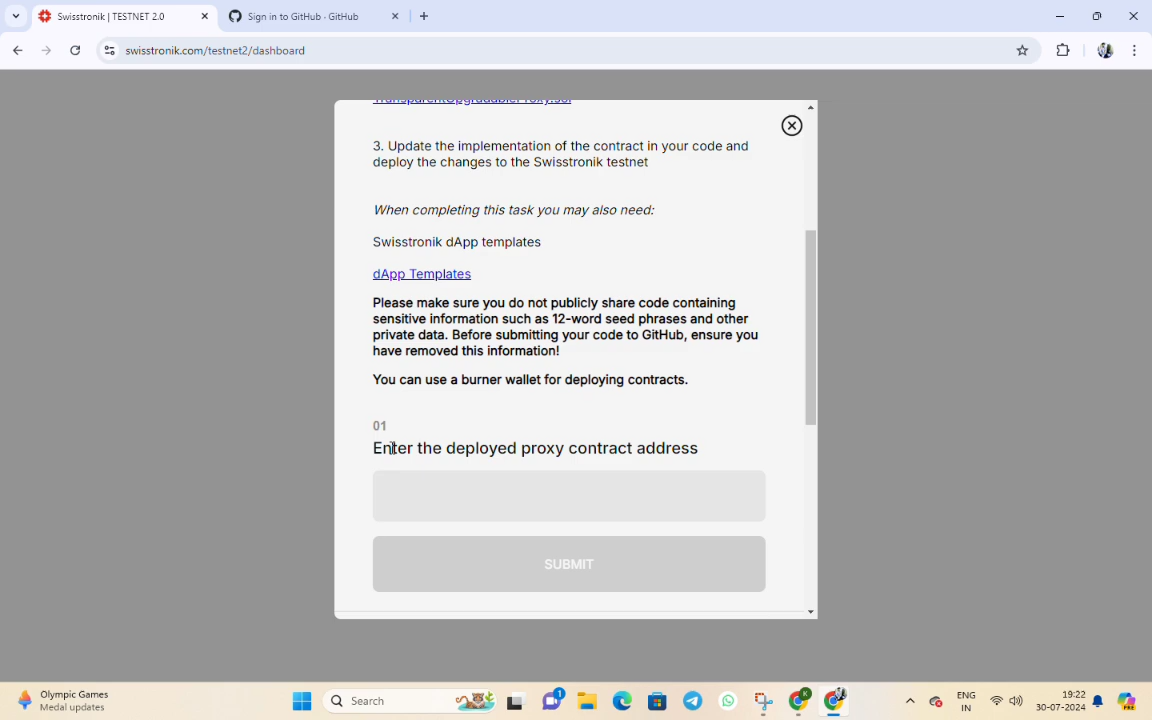 Swisstronik | TESTNET 2.0
Sign in to GitHub · GitHub
swisstronik.com/testnet2/dashboard
TransparentUpgradableProxy.sol
3. Update the implementation of the contract in your code and
deploy the changes to the Swisstronik testnet
When completing this task you may also need:
Swisstronik dApp templates
dApp Templates
Please make sure you do not publicly share code containing
sensitive information such as 12-word seed phrases and other
private data. Before submitting your code to GitHub, ensure you
have removed this information!
You can use a burner wallet for deploying contracts.
01
Enter the deployed proxy contract address
SUBMIT
Olympic Games
Medal updates
Search
1
K
ENG
IN
19:22
30-07-2024
PRE